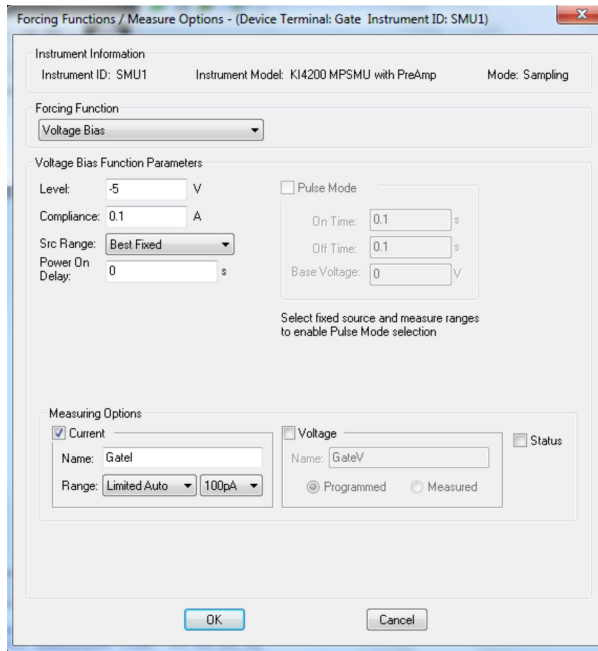 Forcing Functions / Measure Options - (Device Terminal: Gate Instrument ID: SMU1)
Instrument Information
Instrument ID: SMU1 Instrument Model: KI4200 MPSMU with PreAmp Mode: Sampling
Forcing Function
Voltage Bias
Voltage Bias Function Parameters
Level: -5 V
Pulse Mode
Compliance: 0.1 A
On Time: 0.1 s
Src Range: Best Fixed
Off Time: 0.1 s
Power On
Delay: 0 s
Base Voltage: 0 V
Select fixed source and measure ranges
to enable Pulse Mode selection
Measuring Options
Current
Name: GateI
Range: Limited Auto 100pA
Voltage
Name: GateV
Programmed Measured
Status
OK Cancel